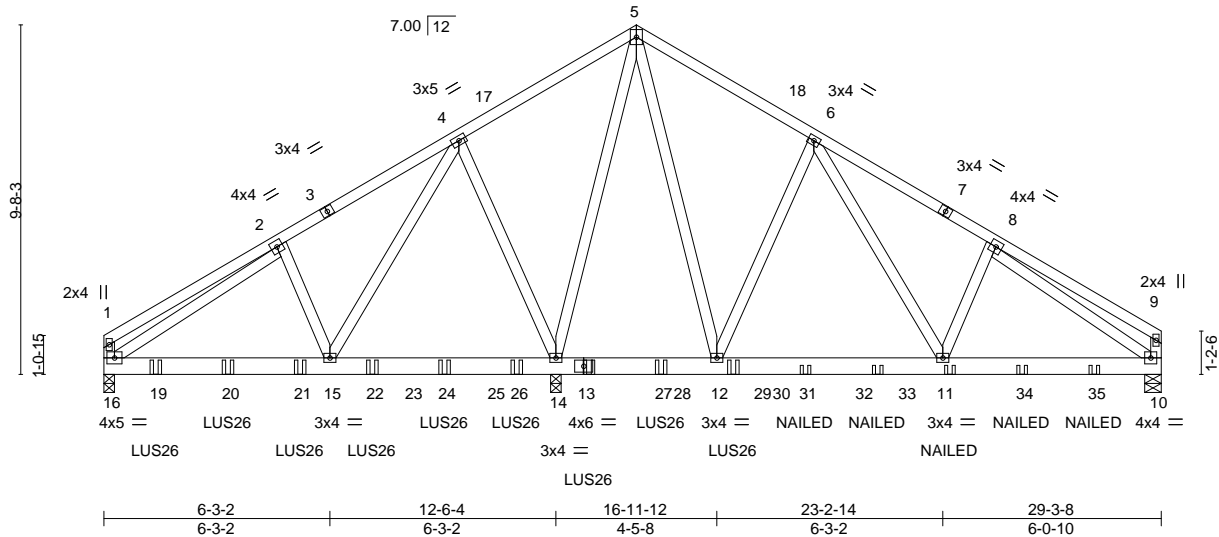 5
7.00 12
3x5
17
18
3x4
4
6
3x4
3x4
4x4
3
7
4x4
2
8
9-8-3
2x4
1
2x4
9
1-0-15
1-2-6
16 19 20 21 15 22 23 24 25 26 14 13 27 28 12 29 30 31 32 33 11 34 35 10
4x5 = LUS26 3x4 = LUS26 LUS26 4x6 = LUS26 3x4 = NAILED NAILED 3x4 = NAILED NAILED 4x4 =
LUS26 LUS26 LUS26 3x4 = LUS26 NAILED
LUS26
6-3-2 12-6-4 16-11-12 23-2-14 29-3-8
6-3-2 6-3-2 4-5-8 6-3-2 6-0-10